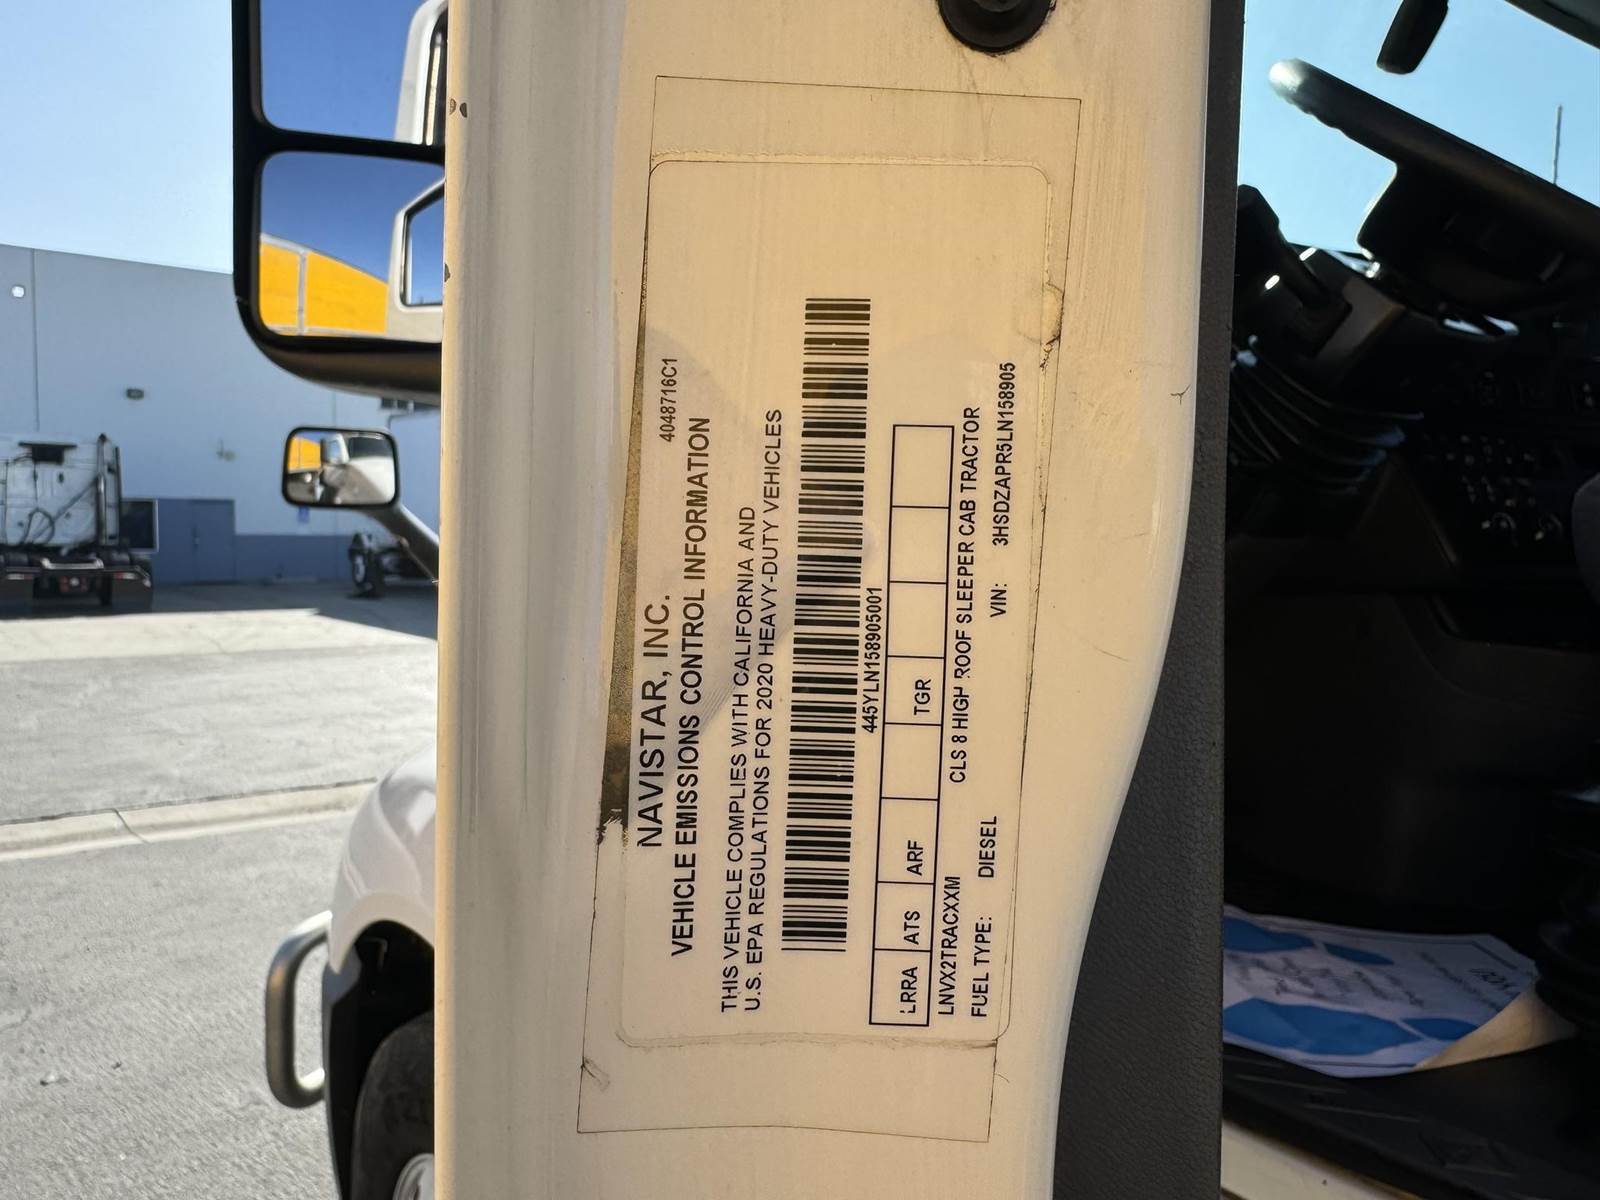 4048716C1
NAVISTAR, INC.
VEHICLE EMISSIONS CONTROL INFORMATION
THIS VEHICLE COMPLIES WITH CALIFORNIA AND
U.S. EPA REGULATIONS FOR 2020 HEAVY-DUTY VEHICLES
445YLN158905001
LRRA ATS ARF TGR
LNVX2TRACXXM CLS 8 HIGH ROOF SLEEPER CAB TRACTOR
FUEL TYPE: DIESEL VIN: 3HSDZAPR5LN158905